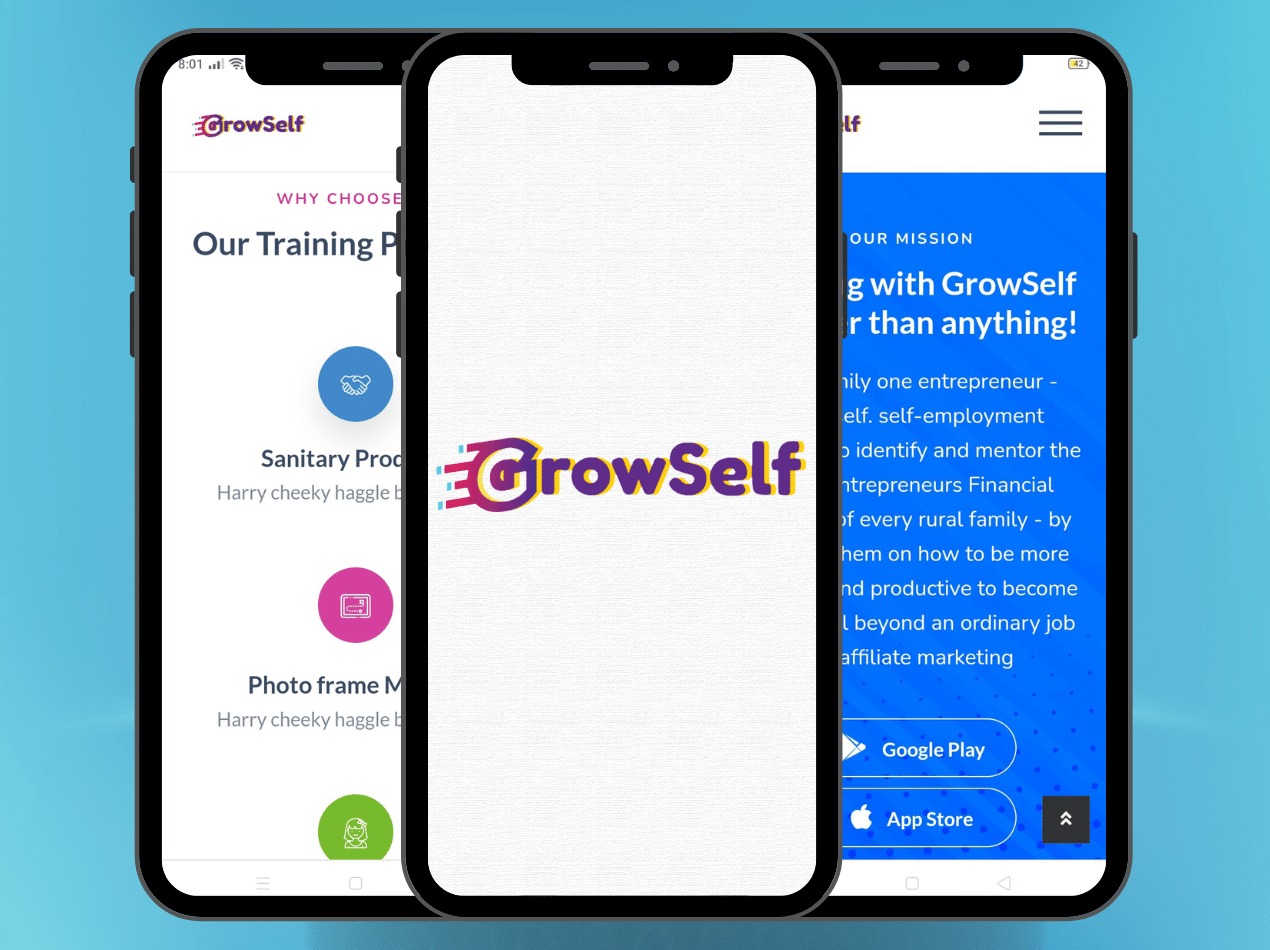 8:01
GrowSelf
WHY CHOOSE
Our Training P
Sanitary Prod
Harry cheeky haggle b
Photo frame M
Harry cheeky haggle b
GrowSelf
42
elf
OUR MISSION
g with GrowSelf
r than anything!
mily one entrepreneur -
elf. self-employment
o identify and mentor the
ntrepreneurs Financial
of every rural family - by
hem on how to be more
nd productive to become
l beyond an ordinary job
affiliate marketing
Google Play
App Store